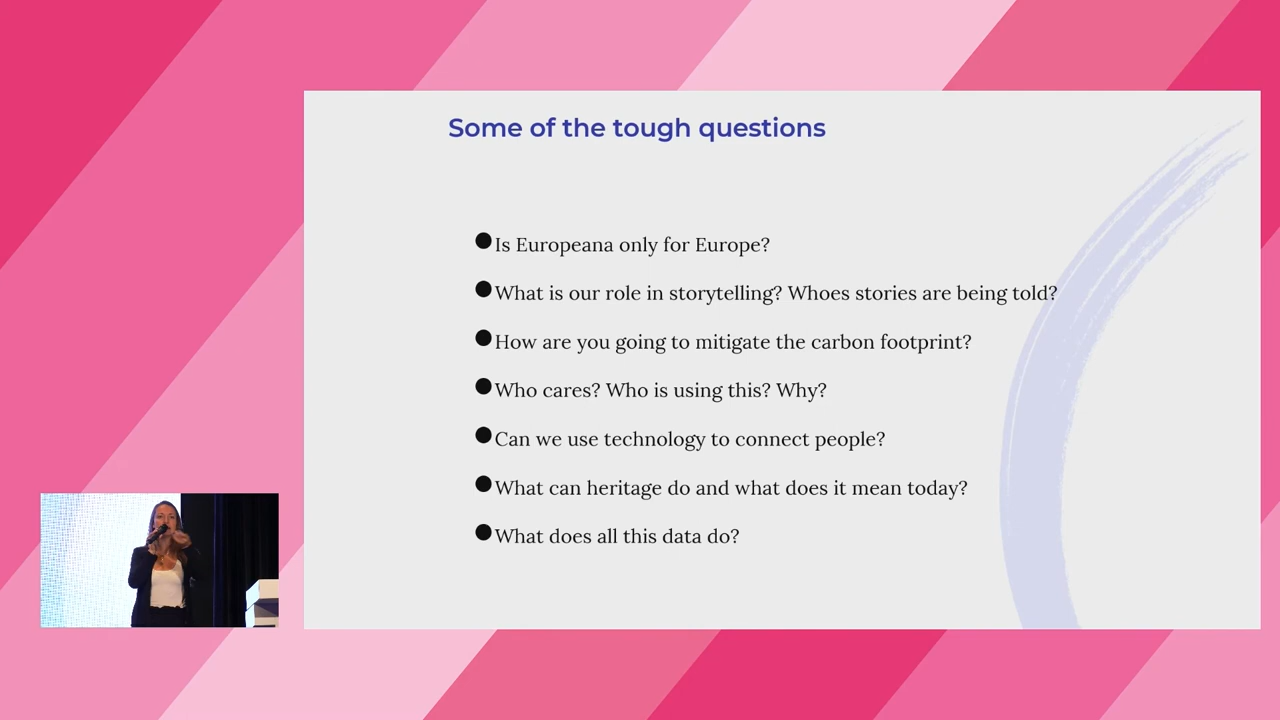 Some of the tough questions
Is Europeana only for Europe?
What is our role in storytelling? Whoes stories are being told?
How are you going to mitigate the carbon footprint?
Who cares? Who is using this? Why?
Can we use technology to connect people?
What can heritage do and what does it mean today?
What does all this data do?